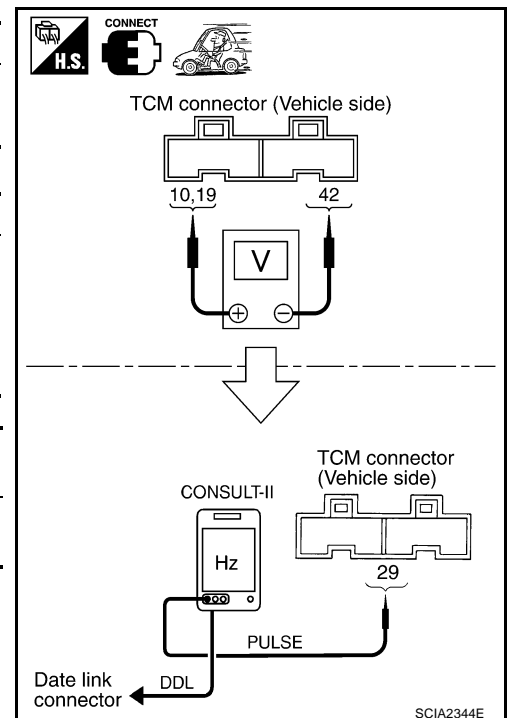 CONNECT
H.S.
TCM connector (Vehicle side)
10,19 42
V
+ −
TCM connector
(Vehicle side)
CONSULT-II
Hz
29
PULSE
Date link
connector
DDL
SCIA2344E